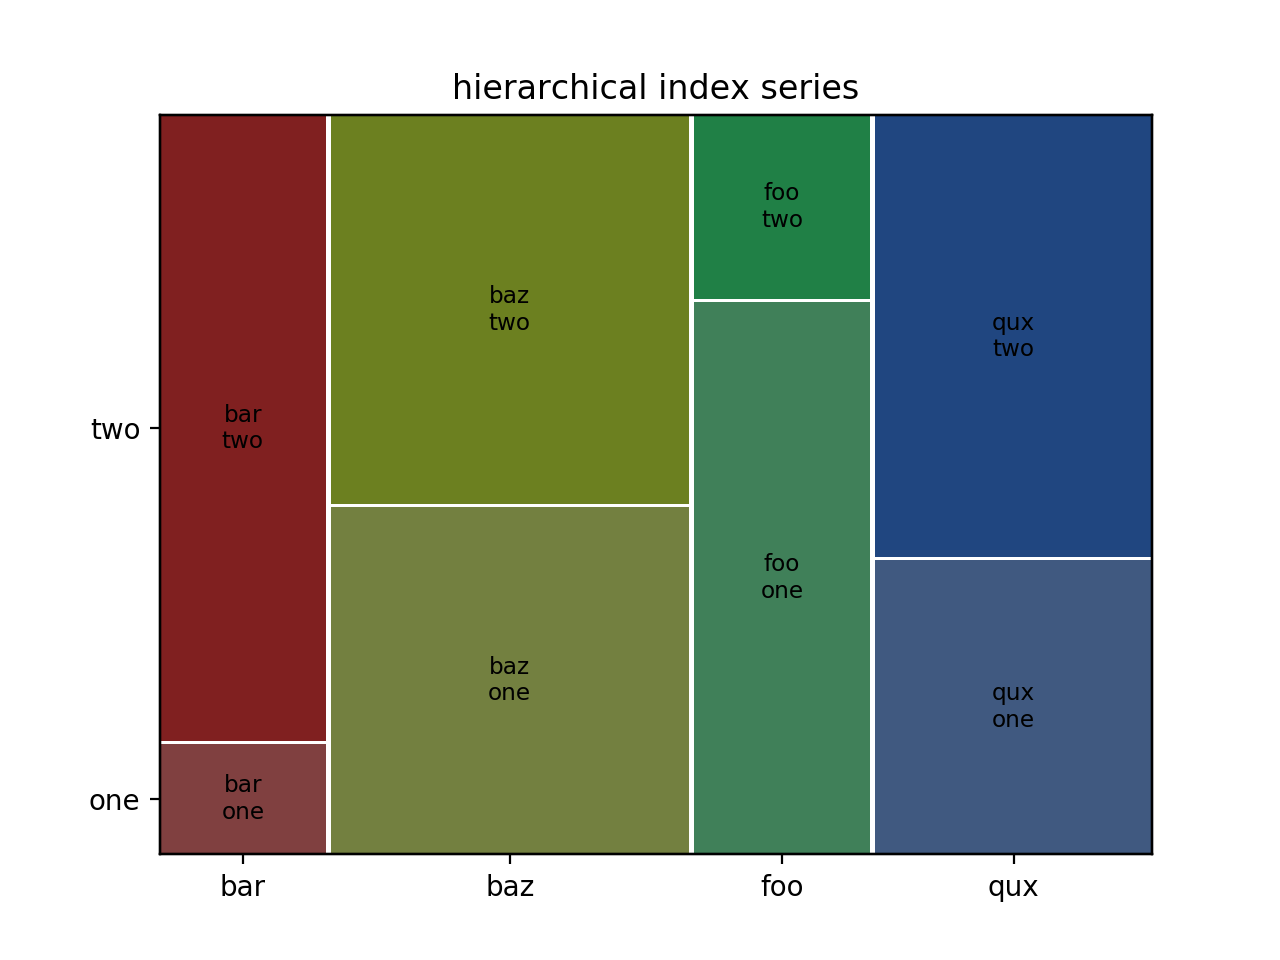 hierarchical index series
foo
two
baz
two
qux
two
bar
two
two
foo
one
baz
one
qux
one
bar
one
one
bar
baz
foo
qux